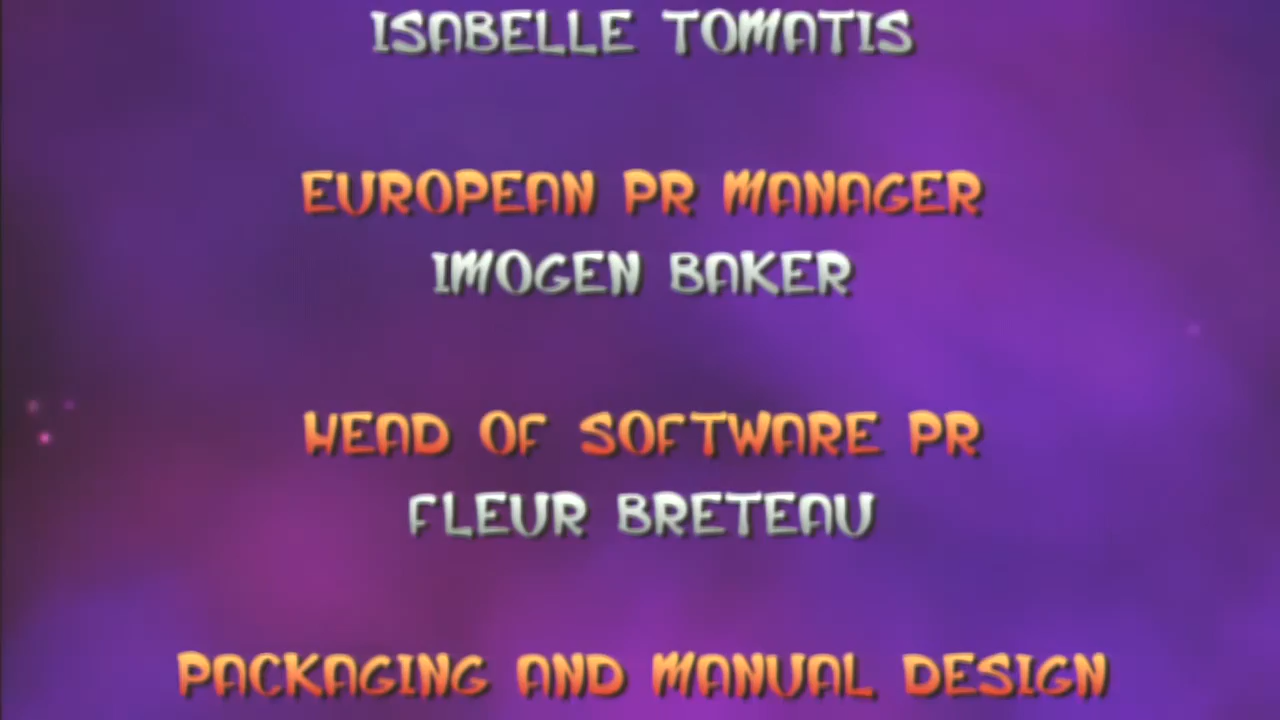 ISABELLE TOMATIS
EUROPEAN PR MANAGER
IMOGEN BAKER
HEAD OF SOFTWARE PR
FLEUR BRETEAU
PACKAGING AND MANUAL DESIGN